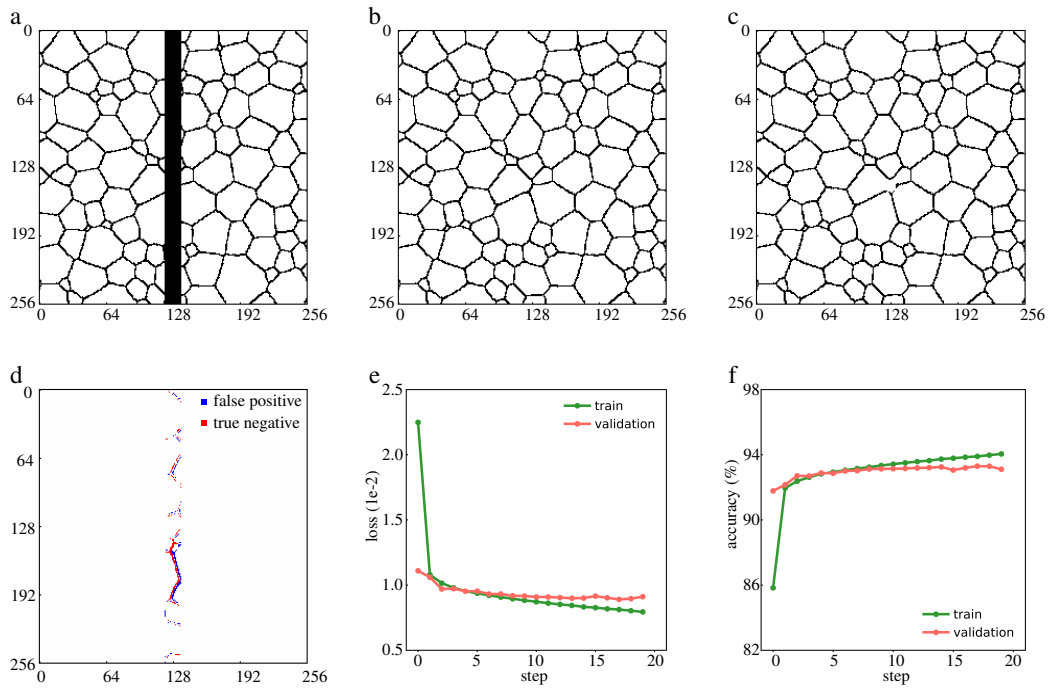 a
b
c
0
64
128
192
256
0 64 128 192 256
0
64
128
192
256
0 64 128 192 256
0
64
128
192
256
0 64 128 192 256
d
0
64
128
192
256
0 64 128 192 256
false positive
true negative
e
2.5
2.0
1.5
1.0
0.5
loss (1e-2)
0 5 10 15 20
step
train
validation
f
98
94
92
86
82
accuracy (%)
0 5 10 15 20
step
train
validation